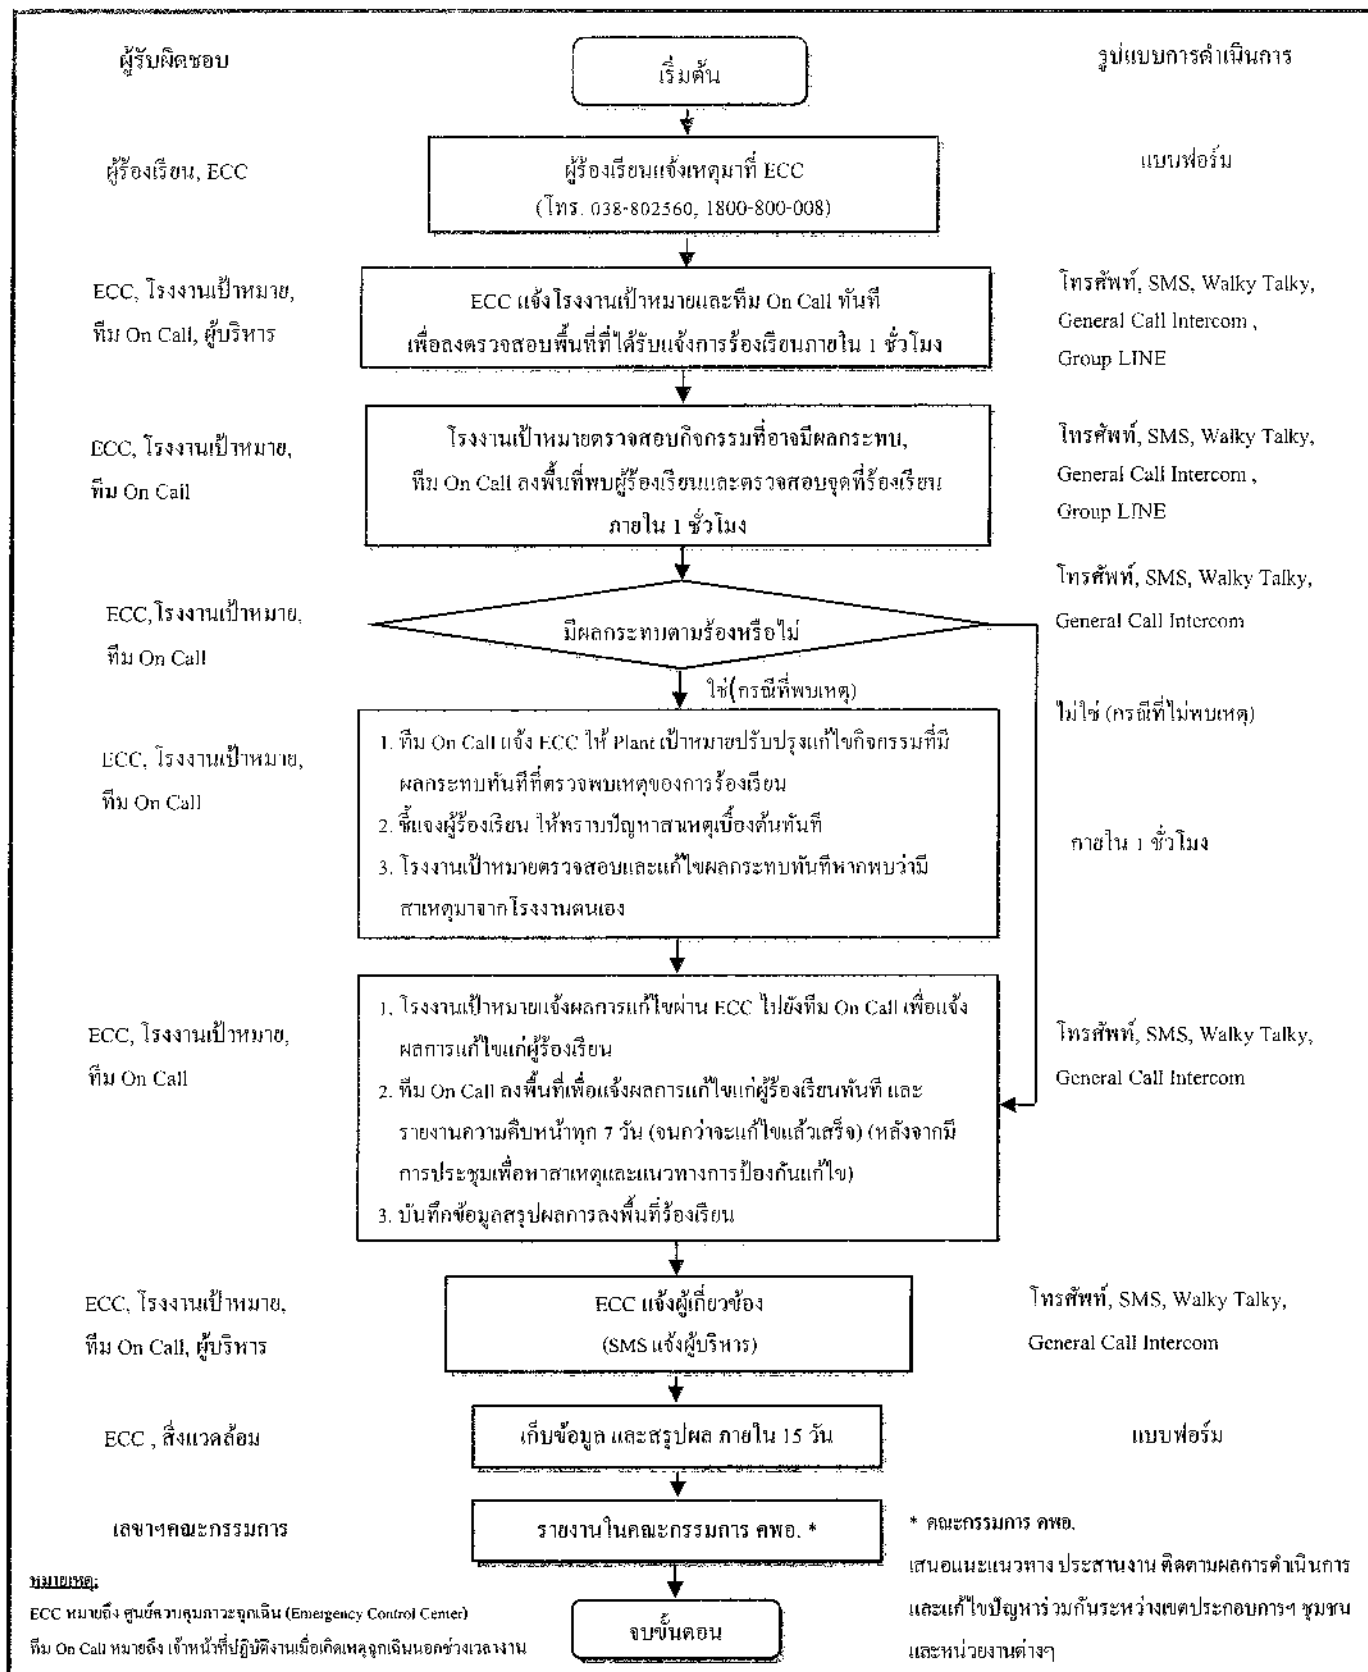 ผู้รับผิดชอบ
เริ่มต้น
รูปแบบการดำเนินการ
ผู้ร้องเรียน, ECC
ผู้ร้องเรียนแจ้งเหตุมาที่ ECC
(โทร. 038-802560, 1800-800-008)
แบบฟอร์ม
ECC, โรงงานเป้าหมาย,
ทีม On Call, ผู้บริหาร
ECC แจ้งโรงงานเป้าหมายและทีม On Call ทันที
เพื่อลงตรวจสอบพื้นที่ที่ได้รับแจ้งการร้องเรียนภายใน 1 ชั่วโมง
โทรศัพท์, SMS, Walky Talky,
General Call Intercom ,
Group LINE
ECC, โรงงานเป้าหมาย,
ทีม On Call
โรงงานเป้าหมายตรวจสอบกิจกรรมที่อาจมีผลกระทบ,
ทีม On Call ลงพื้นที่พบผู้ร้องเรียนและตรวจสอบจุดที่ร้องเรียน
ภายใน 1 ชั่วโมง
โทรศัพท์, SMS, Walky Talky,
General Call Intercom ,
Group LINE
ECC,โรงงานเป้าหมาย,
ทีม On Call
มีผลกระทบตามร้องหรือไม่
โทรศัพท์, SMS, Walky Talky,
General Call Intercom
ใช่(กรณีที่พบเหตุ)
ไม่ใช่ (กรณีที่ไม่พบเหตุ)
ECC, โรงงานเป้าหมาย,
ทีม On Call
1. ทีม On Call แจ้ง ECC ให้ Plant เป้าหมายปรับปรุงแก้ไขกิจกรรมที่มี
ผลกระทบทันทีที่ตรวจพบเหตุของการร้องเรียน
2. ชี้แจงผู้ร้องเรียน ให้ทราบปัญหาสาเหตุเบื้องต้นทันที
3. โรงงานเป้าหมายตรวจสอบและแก้ไขผลกระทบทันทีหากพบว่ามี
สาเหตุมาจากโรงงานตนเอง
ภายใน 1 ชั่วโมง
ECC, โรงงานเป้าหมาย,
ทีม On Call
1. โรงงานเป้าหมายแจ้งผลการแก้ไขผ่าน ECC ไปยังทีม On Call เพื่อแจ้ง
ผลการแก้ไขแก่ผู้ร้องเรียน
2. ทีม On Call ลงพื้นที่เพื่อแจ้งผลการแก้ไขแก่ผู้ร้องเรียนทันที และ
รายงานความคืบหน้าทุก 7 วัน (จนกว่าจะแก้ไขแล้วเสร็จ) (หลังจากมี
การประชุมเพื่อหาสาเหตุและแนวทางการป้องกันแก้ไข)
3. บันทึกข้อมูลสรุปผลการลงพื้นที่ร้องเรียน
โทรศัพท์, SMS, Walky Talky,
General Call Intercom
ECC, โรงงานเป้าหมาย,
ทีม On Call, ผู้บริหาร
ECC แจ้งผู้เกี่ยวข้อง
(SMS แจ้งผู้บริหาร)
โทรศัพท์, SMS, Walky Talky,
General Call Intercom
ECC , สิ่งแวดล้อม
เก็บข้อมูล และสรุปผล ภายใน 15 วัน
แบบฟอร์ม
เลขาฯคณะกรรมการ
รายงานในคณะกรรมการ คพอ. *
* คณะกรรมการ คพอ.
เสนอแนะแนวทาง ประสานงาน ติดตามผลการดำเนินการ
และแก้ไขปัญหาร่วมกันระหว่างเขตประกอบการฯ ชุมชน
และหน่วยงานต่างๆ
หมายเหตุ:
ECC หมายถึง ศูนย์ควบคุมภาวะฉุกเฉิน (Emergency Control Center)
ทีม On Call หมายถึง เจ้าหน้าที่ปฏิบัติงานเมื่อเกิดเหตุฉุกเฉินนอกช่วงเวลางาน
จบขั้นตอน